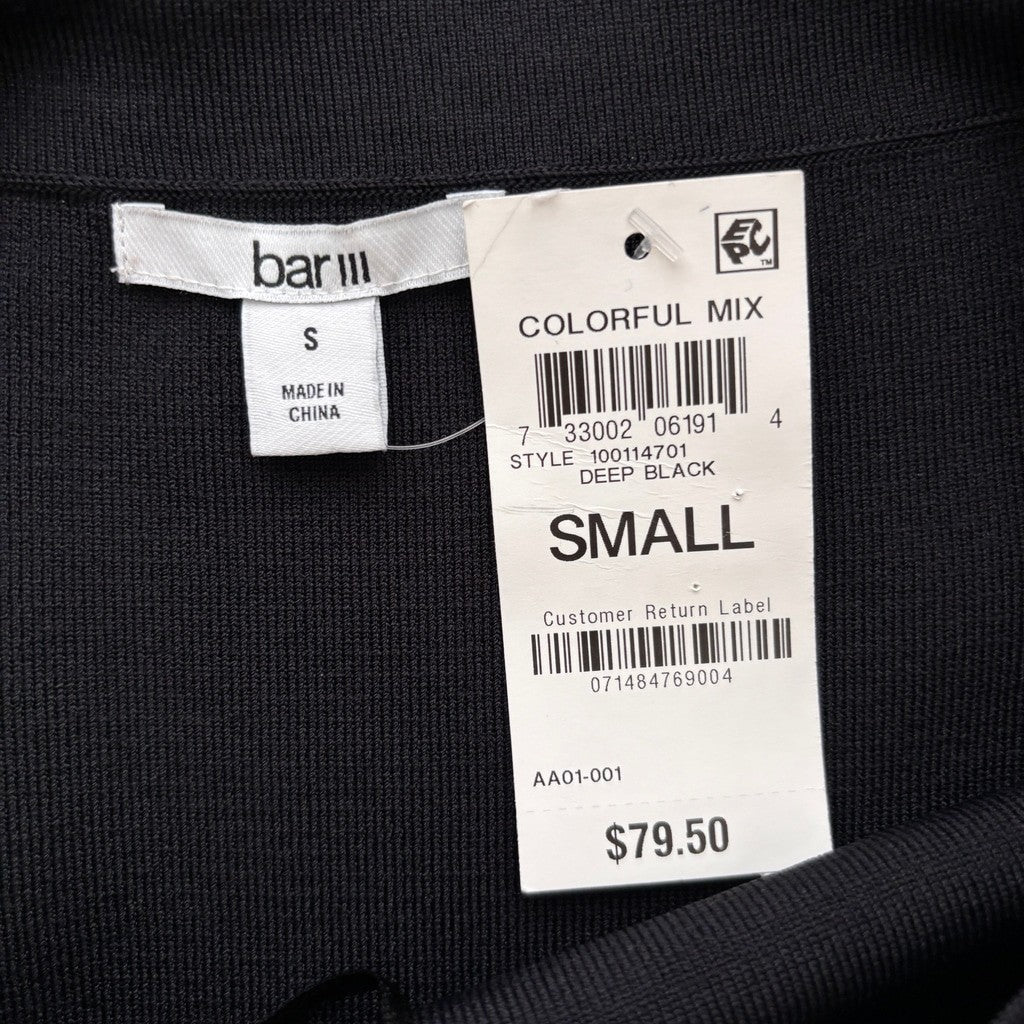 bar III
S
MADE IN
CHINA
EPC
TM
COLORFUL MIX
7 33002 06191 4
STYLE 100114701
DEEP BLACK
SMALL
Customer Return Label
071484769004
AA01-001
$79.50